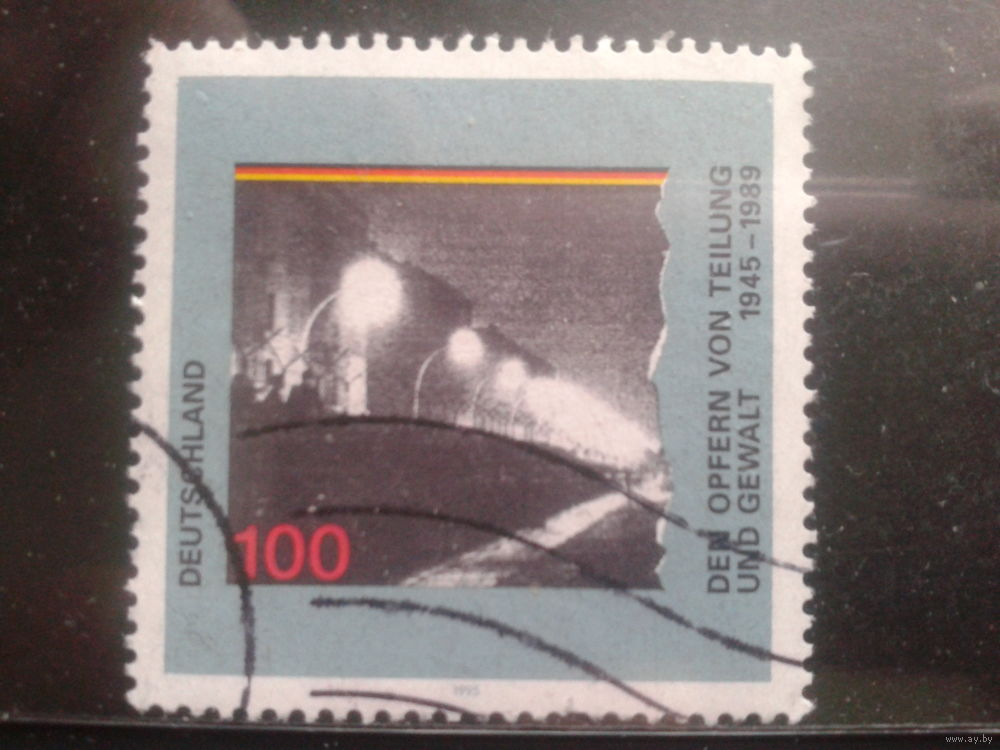 DEUTSCHLAND
100
DEN OPFERN VON TEILUNG
UND GEWALT 1945–1989
1995
www.ay.by